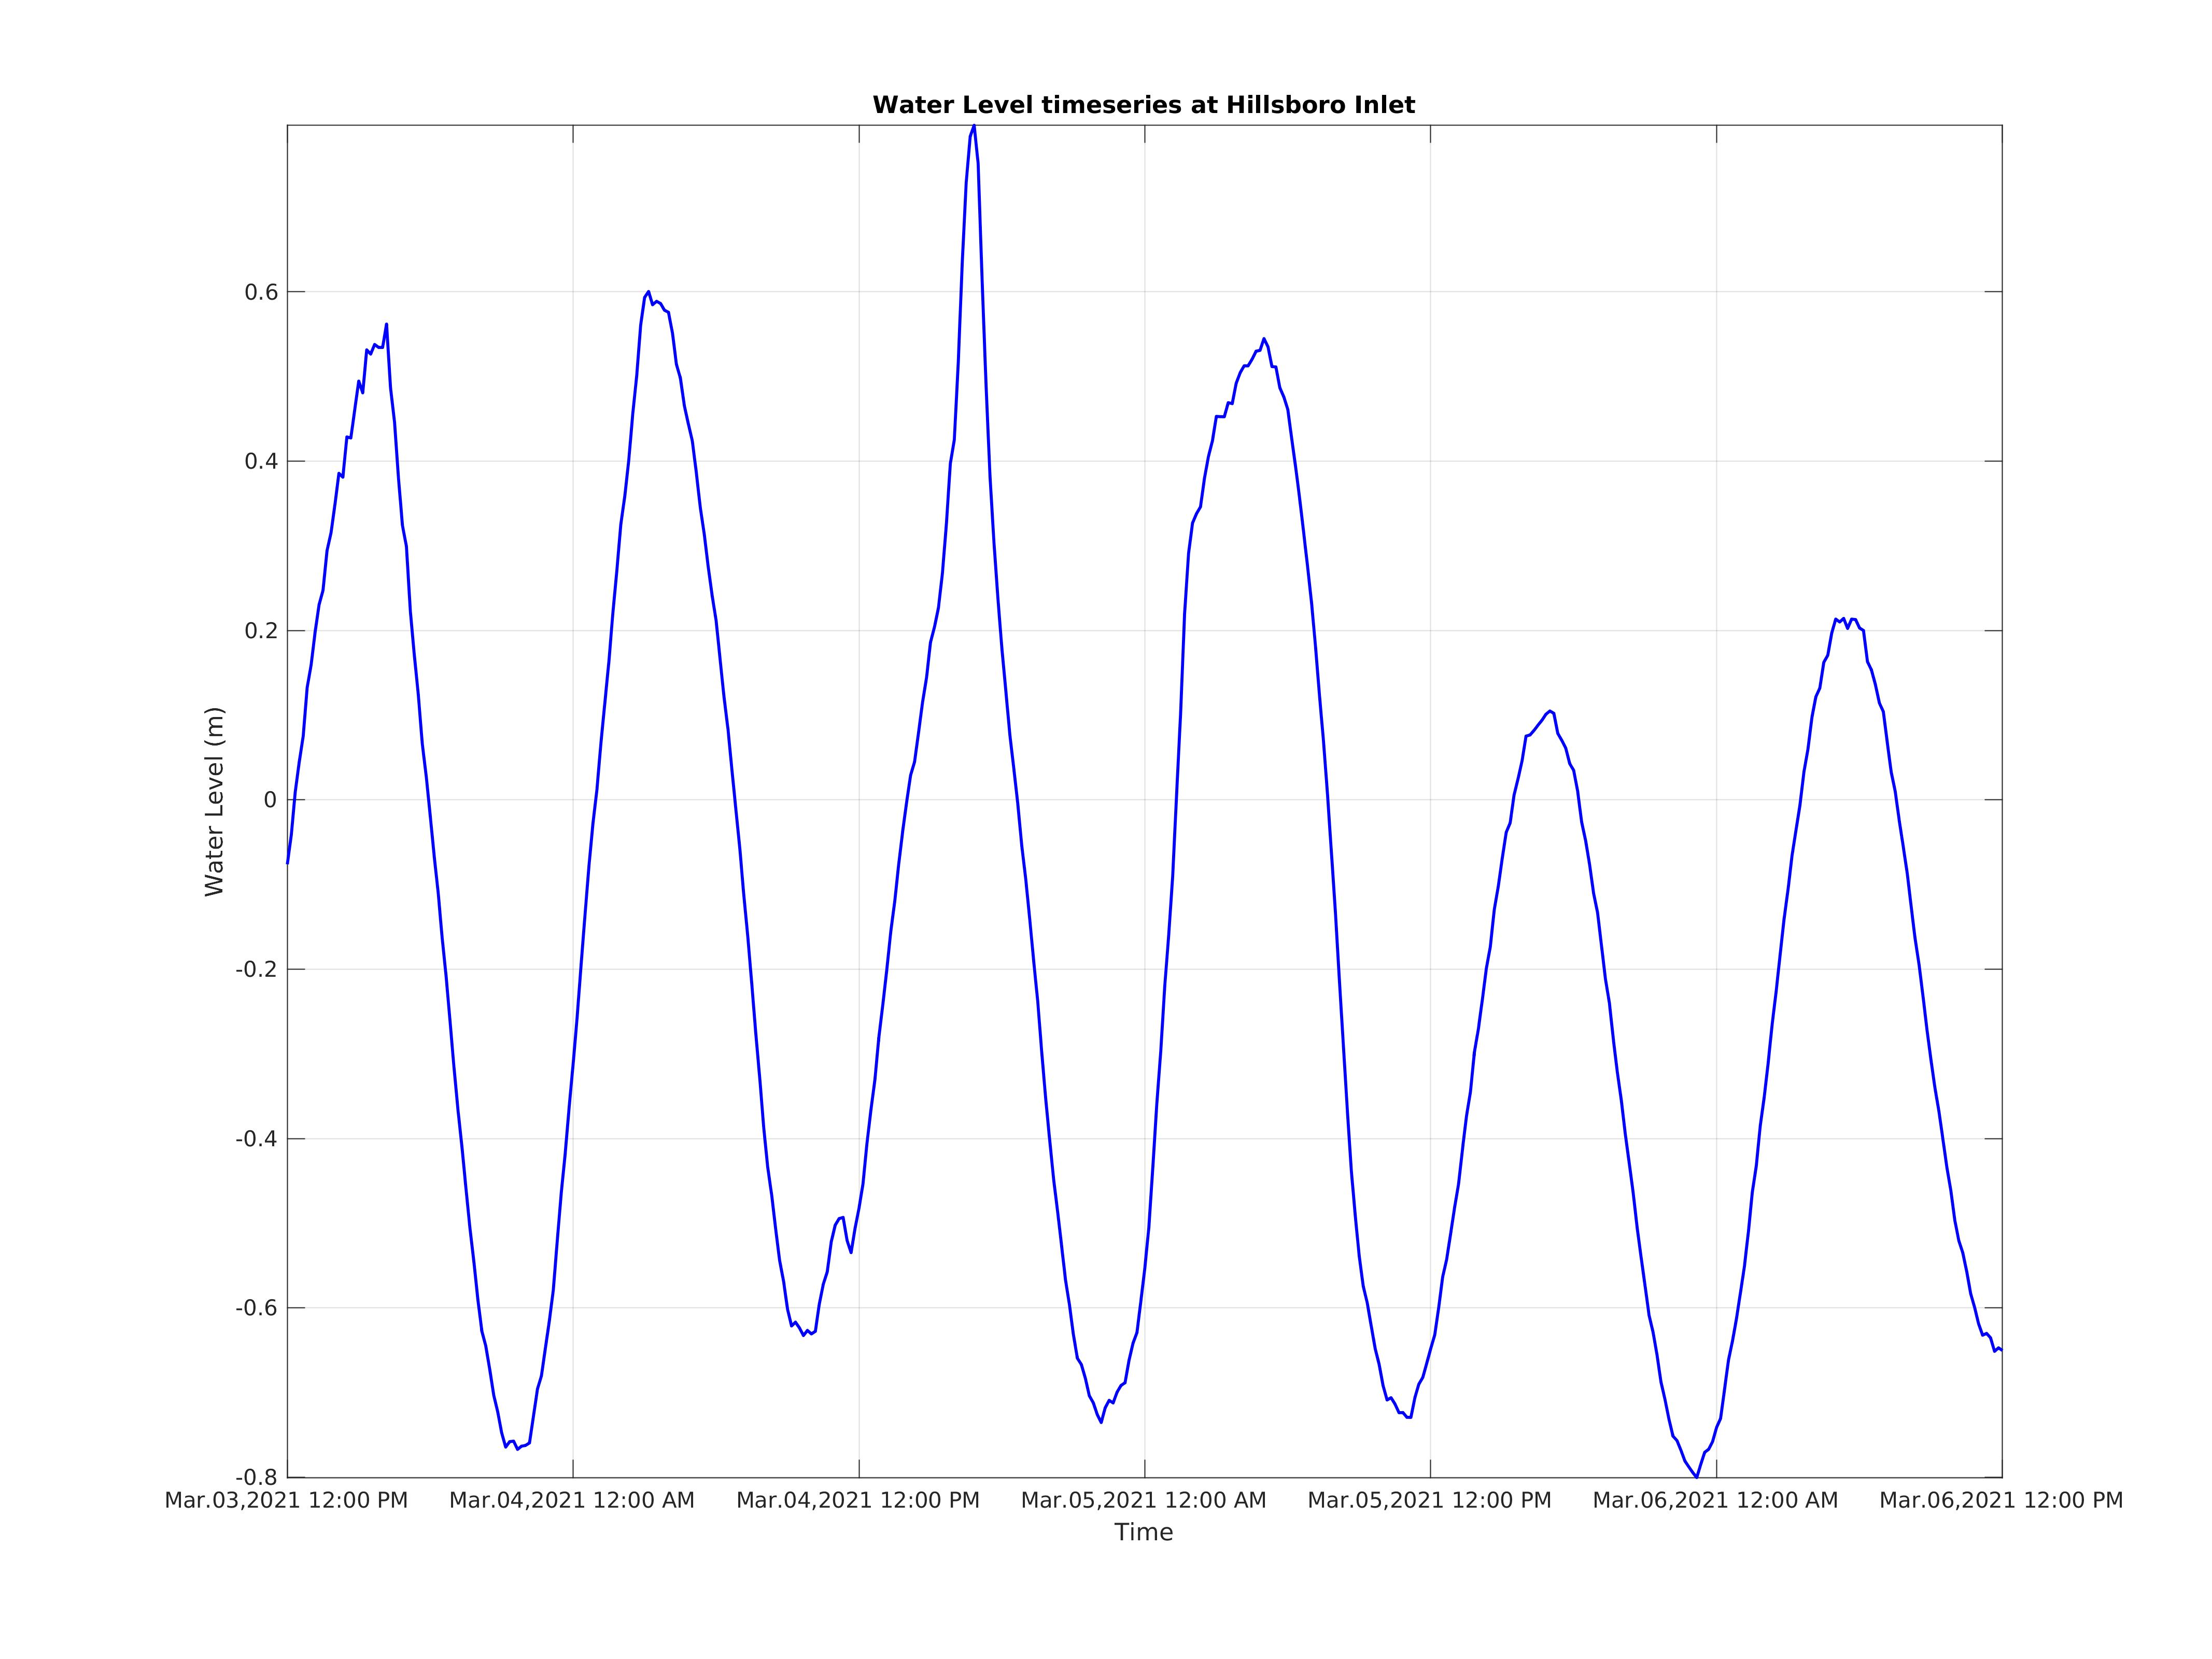 Water Level timeseries at Hillsboro Inlet
Water Level (m)
0.6
0.4
0.2
0
-0.2
-0.4
-0.6
-0.8
Mar.03,2021 12:00 PM Mar.04,2021 12:00 AM Mar.04,2021 12:00 PM Mar.05,2021 12:00 AM Mar.05,2021 12:00 PM Mar.06,2021 12:00 AM Mar.06,2021 12:00 PM
Time